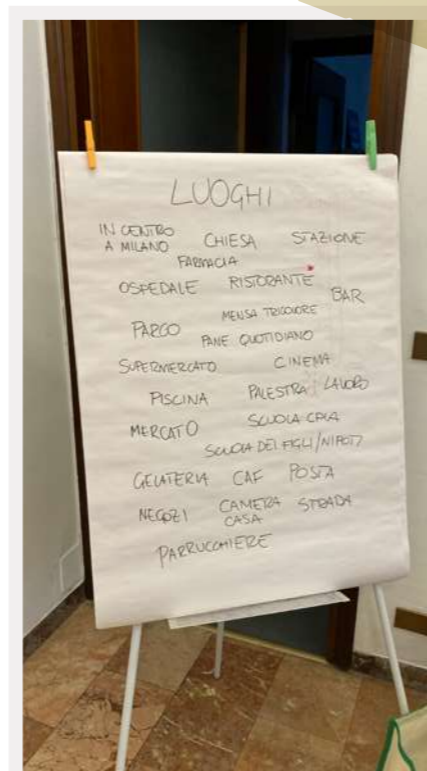 LUOGHI
IN CENTRO
A MILANO
CHIESA
STAZIONE
FARMACIA
OSPEDALE
RISTORANTE
BAR
MENSA TRICOLORE
PARCO
PANE QUOTIDIANO
SUPERMERCATO
CINEMA
PISCINA
PALESTRA
LAVORO
MERCATO
SCUOLA CPIA
SCUOLA DEI FIGLI/NIPOTI
GELATERIA
CAF
POSTA
NEGOZI
CAMERA
CASA
STRADA
PARRUCCHIERE